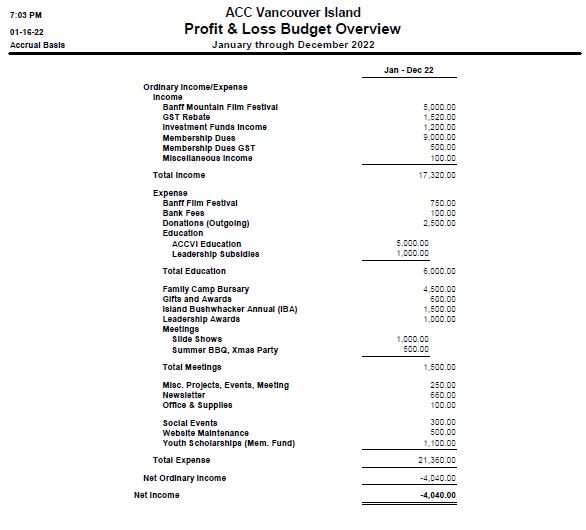 7:03 PM
01-16-22
Accrual Basis
ACC Vancouver Island
Profit & Loss Budget Overview
January through December 2022
Jan - Dec 22
Ordinary Income/Expense
Income
Banff Mountain Film Festival 5,000.00
GST Rebate 1,520.00
Investment Funds Income 1,200.00
Membership Dues 9,000.00
Membership Dues GST 500.00
Miscellaneous Income 100.00
Total Income 17,320.00
Expense
Banff Film Festival 750.00
Bank Fees 100.00
Donations (Outgoing) 2,500.00
Education
ACCVI Education 5,000.00
Leadership Subsidies 1,000.00
Total Education 6,000.00
Family Camp Bursary 4,500.00
Gifts and Awards 600.00
Island Bushwhacker Annual (IBA) 1,500.00
Leadership Awards 1,000.00
Meetings
Slide Shows 1,000.00
Summer BBQ, Xmas Party 500.00
Total Meetings 1,500.00
Misc. Projects, Events, Meeting 250.00
Newsletter 660.00
Office & Supplies 100.00
Social Events 300.00
Website Maintenance 500.00
Youth Scholarships (Mem. Fund) 1,100.00
Total Expense 21,360.00
Net Ordinary Income -4,040.00
Net Income -4,040.00